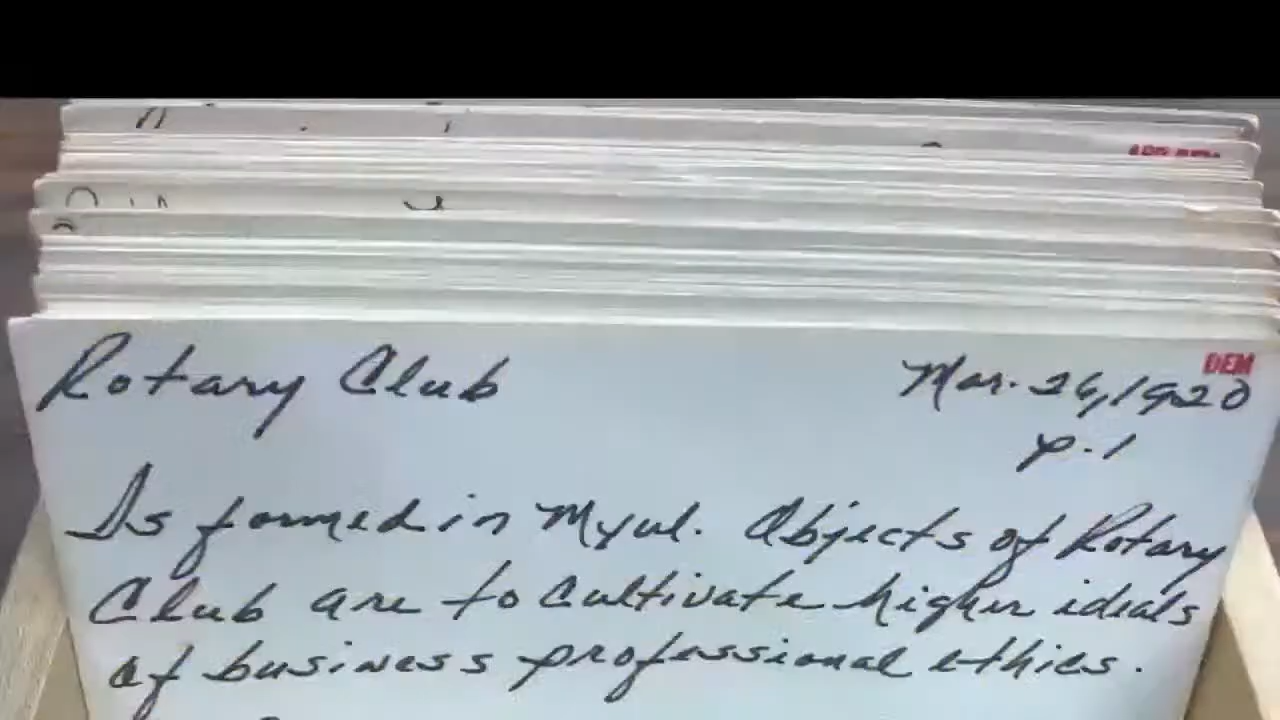 Rotary Club
DEM
Mar. 26, 1920
p. 1
Is formed in Mysvl. Objects of Rotary
Club are to cultivate higher ideals
of business professional ethics.